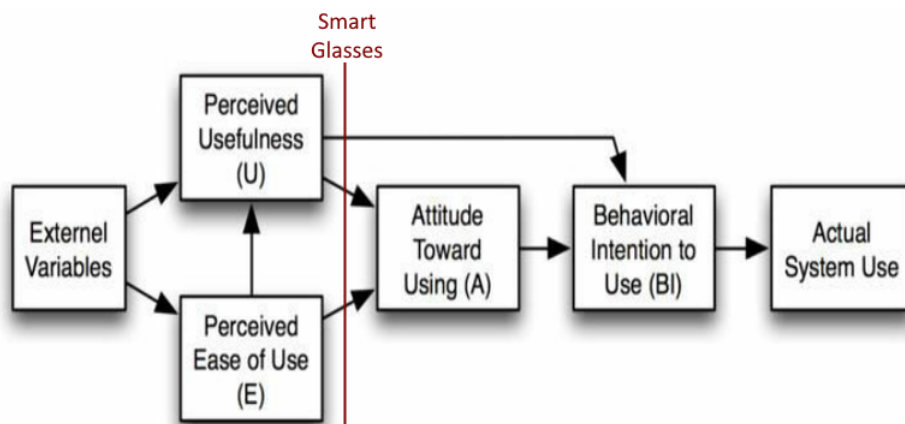 Smart
Glasses
Perceived
Usefulness
(U)
Externel
Variables
Attitude
Toward
Using (A)
Behavioral
Intention to
Use (BI)
Actual
System Use
Perceived
Ease of Use
(E)